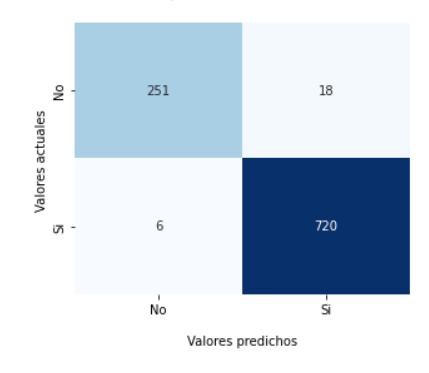 No
251
18
Valores actuales
Si
6
720
No
Si
Valores predichos